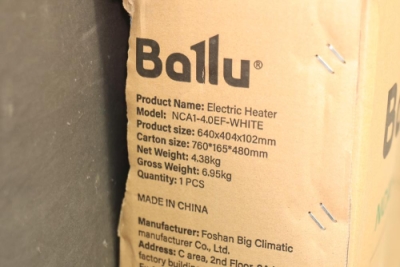 Ballu®
Product Name: Electric Heater
Model: NCA1-4.0EF-WHITE
Product size: 640x404x102mm
Carton size: 760*165*480mm
Net Weight: 4.38kg
Gross Weight: 6.95kg
Quantity: 1 PCS
MADE IN CHINA
Manufacturer: Foshan Big Climatic
manufacturer Co., Ltd.
Address: C area, 2nd Floor,
factory building